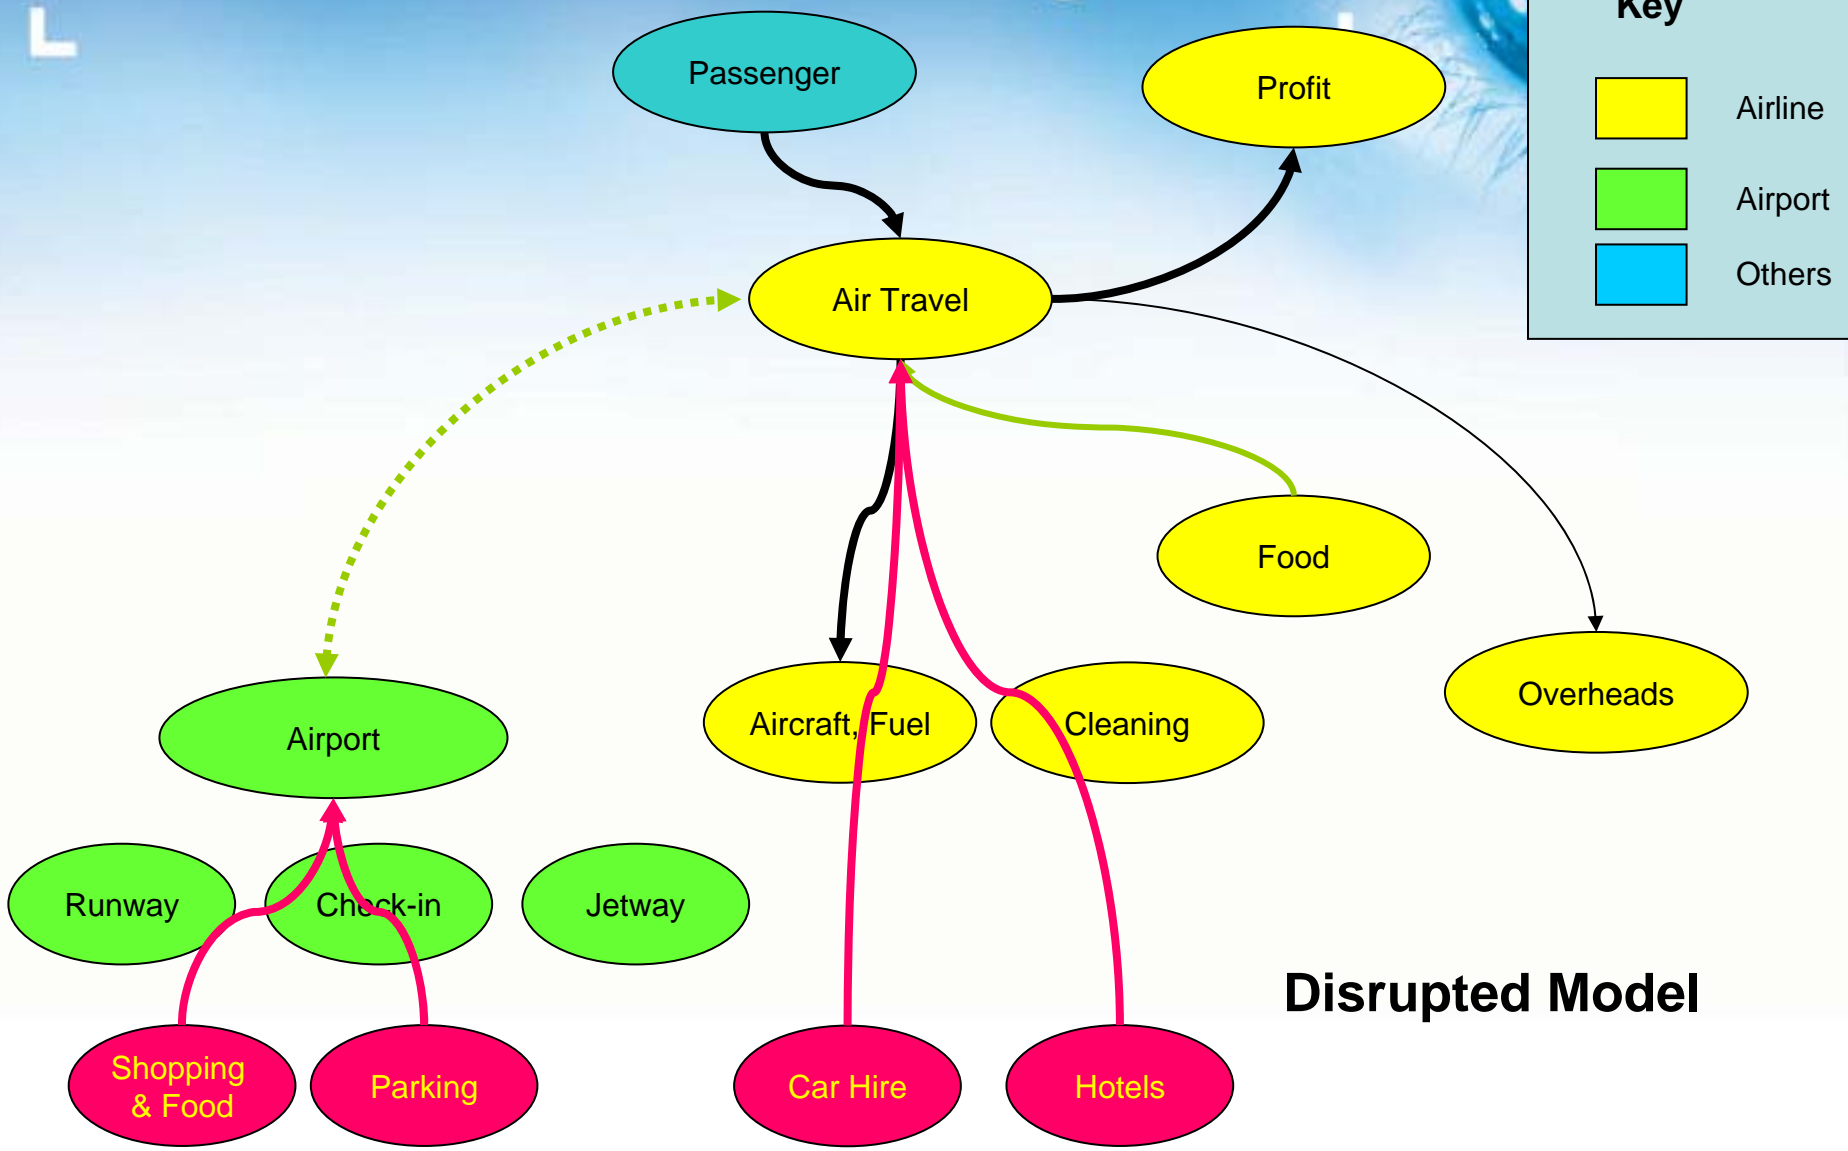 Key
Passenger
Profit
Airline
Airport
Others
Air Travel
Food
Overheads
Aircraft, Fuel
Cleaning
Airport
Runway
Check-in
Jetway
Disrupted Model
Shopping
& Food
Parking
Car Hire
Hotels